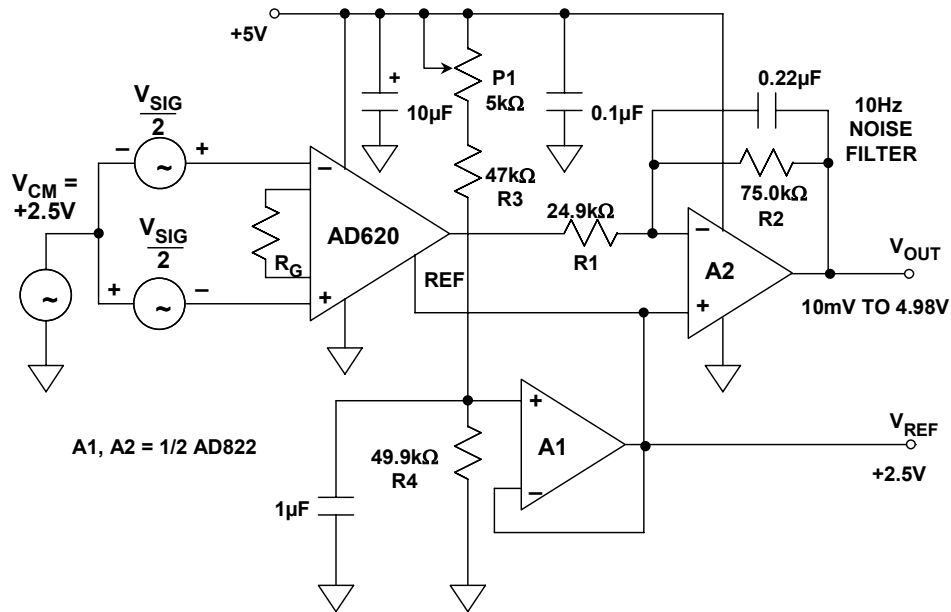 +5V
+
10µF
P1
5kΩ
0.1µF
0.22µF
10Hz
NOISE
FILTER
V_SIG
2
−
+
~
V_CM =
+2.5V
~
V_SIG
2
+
−
~
−
R_G
AD620
+
REF
47kΩ
R3
24.9kΩ
R1
75.0kΩ
R2
−
A2
+
V_OUT
10mV TO 4.98V
A1, A2 = 1/2 AD822
1µF
49.9kΩ
R4
+
A1
−
V_REF
+2.5V